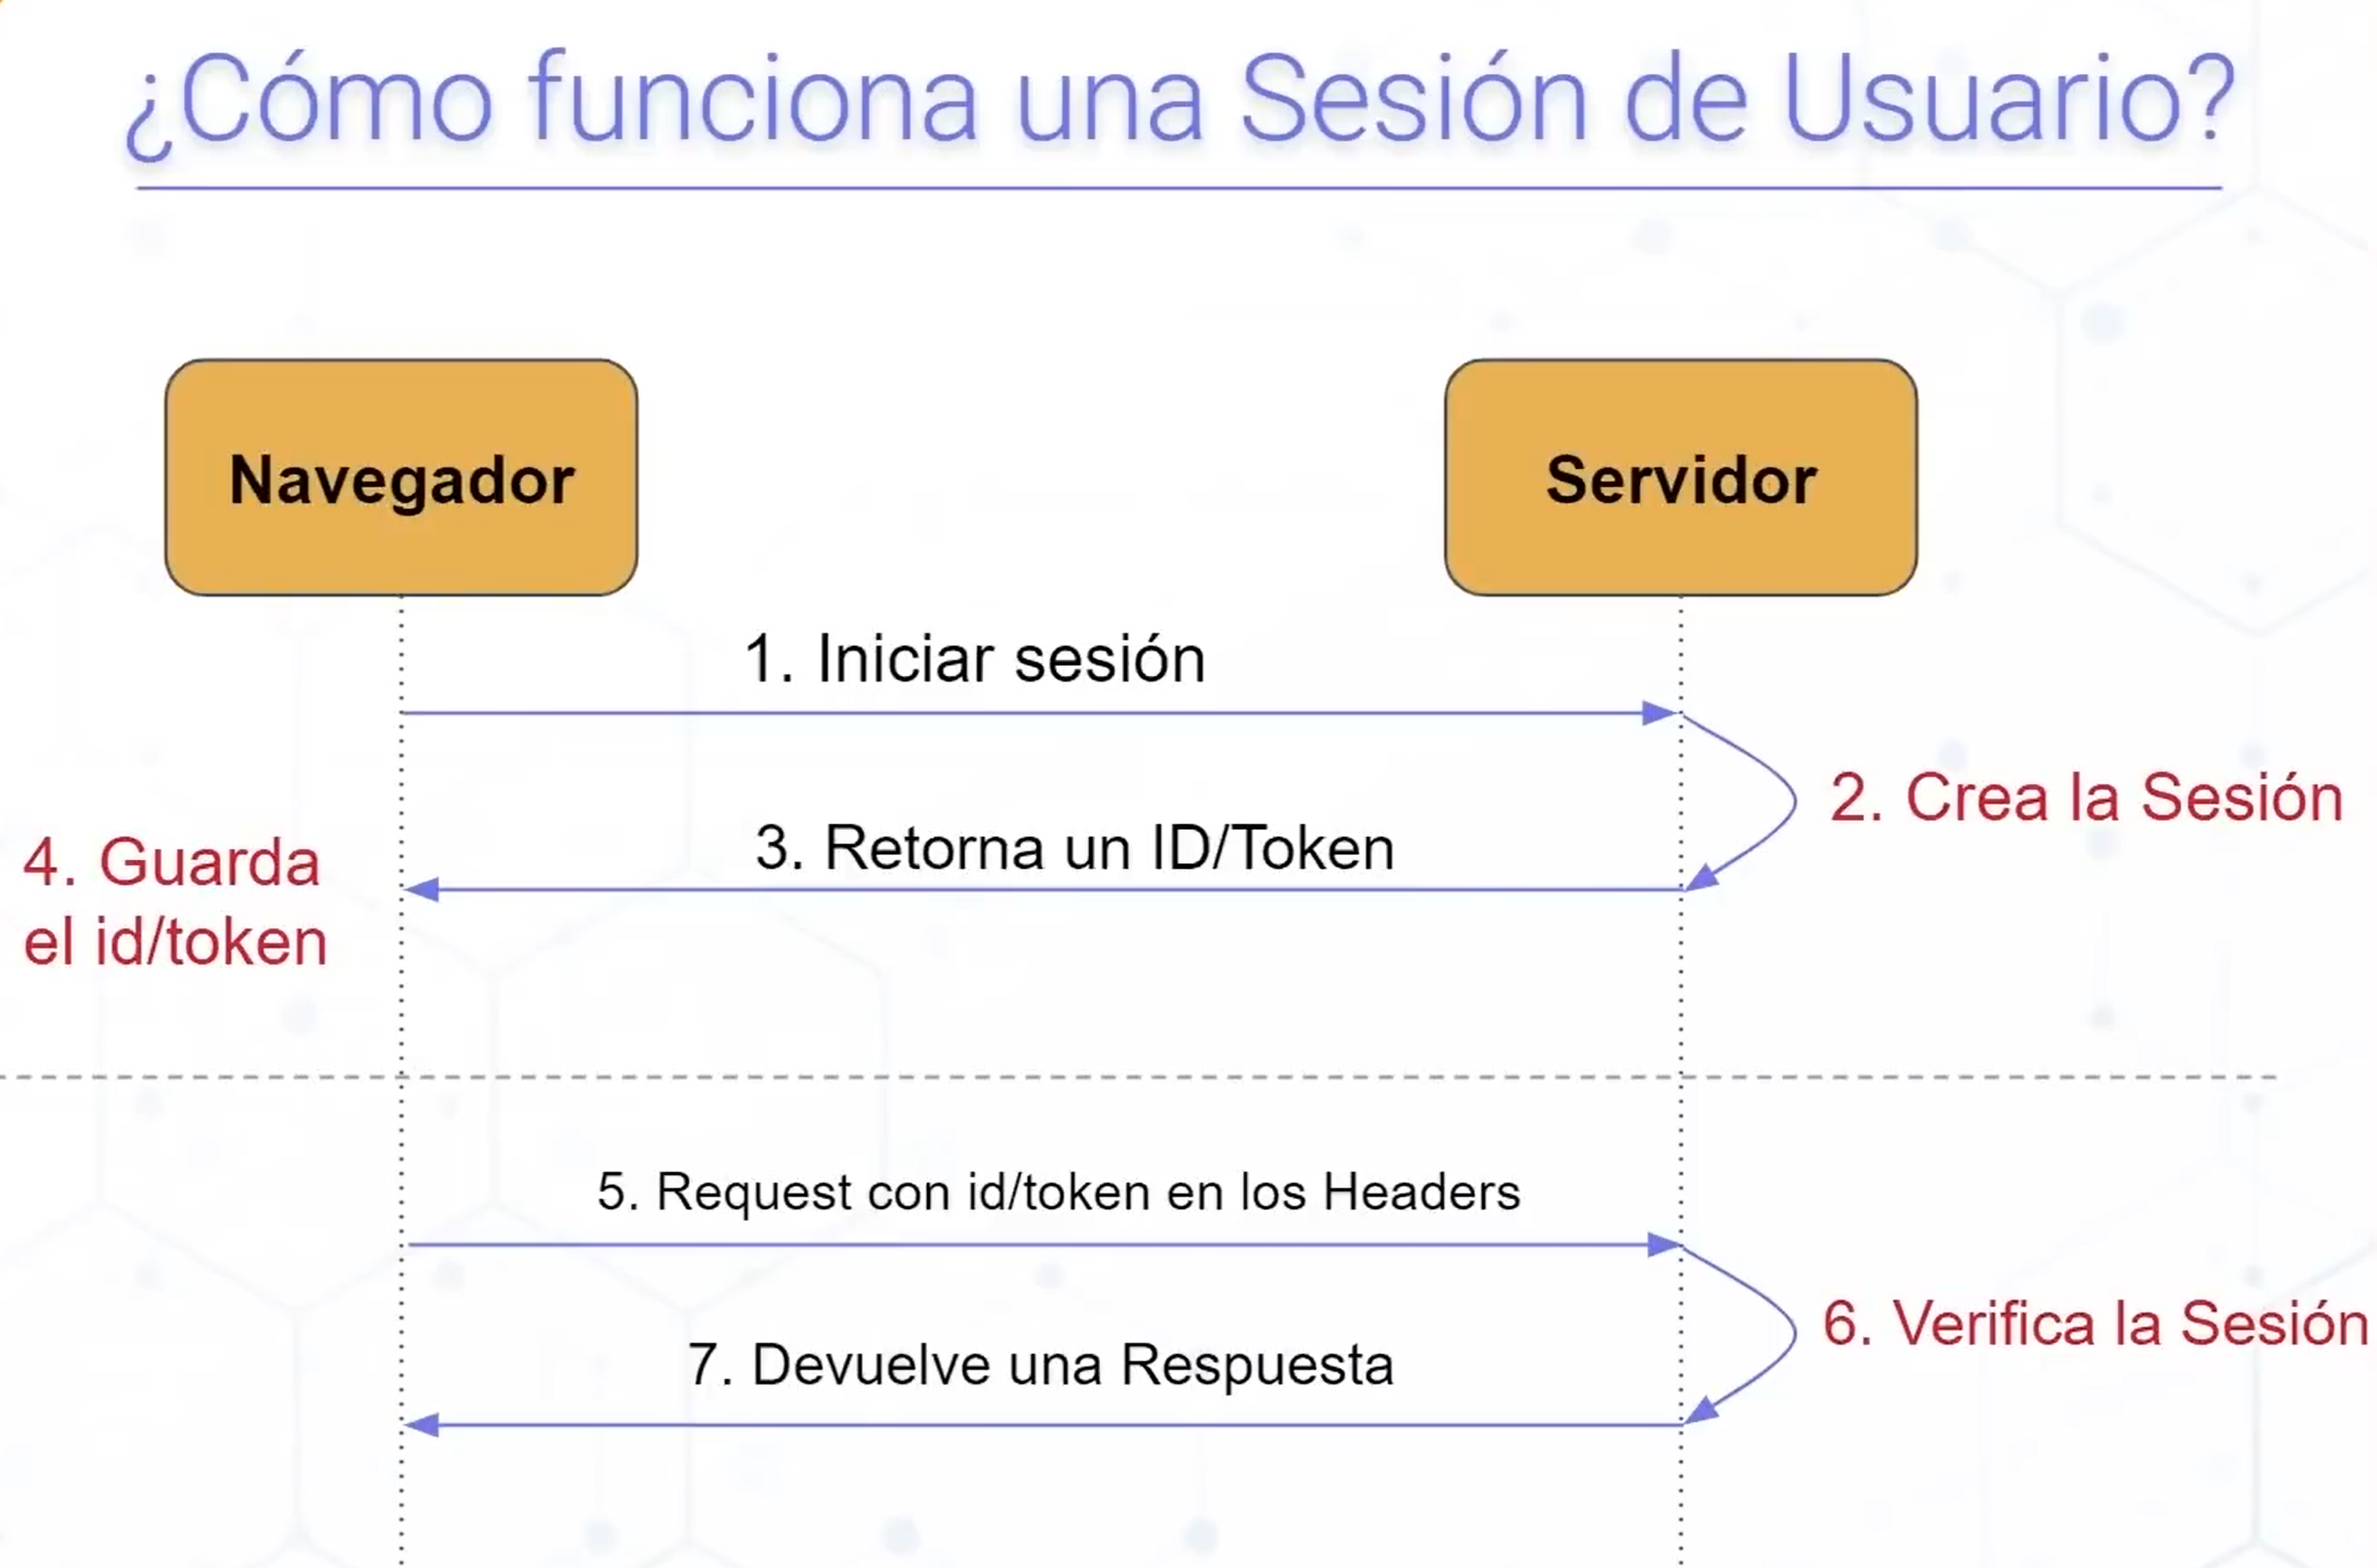 ¿Cómo funciona una Sesión de Usuario?
Navegador
Servidor
1. Iniciar sesión
2. Crea la Sesión
3. Retorna un ID/Token
4. Guarda
el id/token
5. Request con id/token en los Headers
6. Verifica la Sesión
7. Devuelve una Respuesta